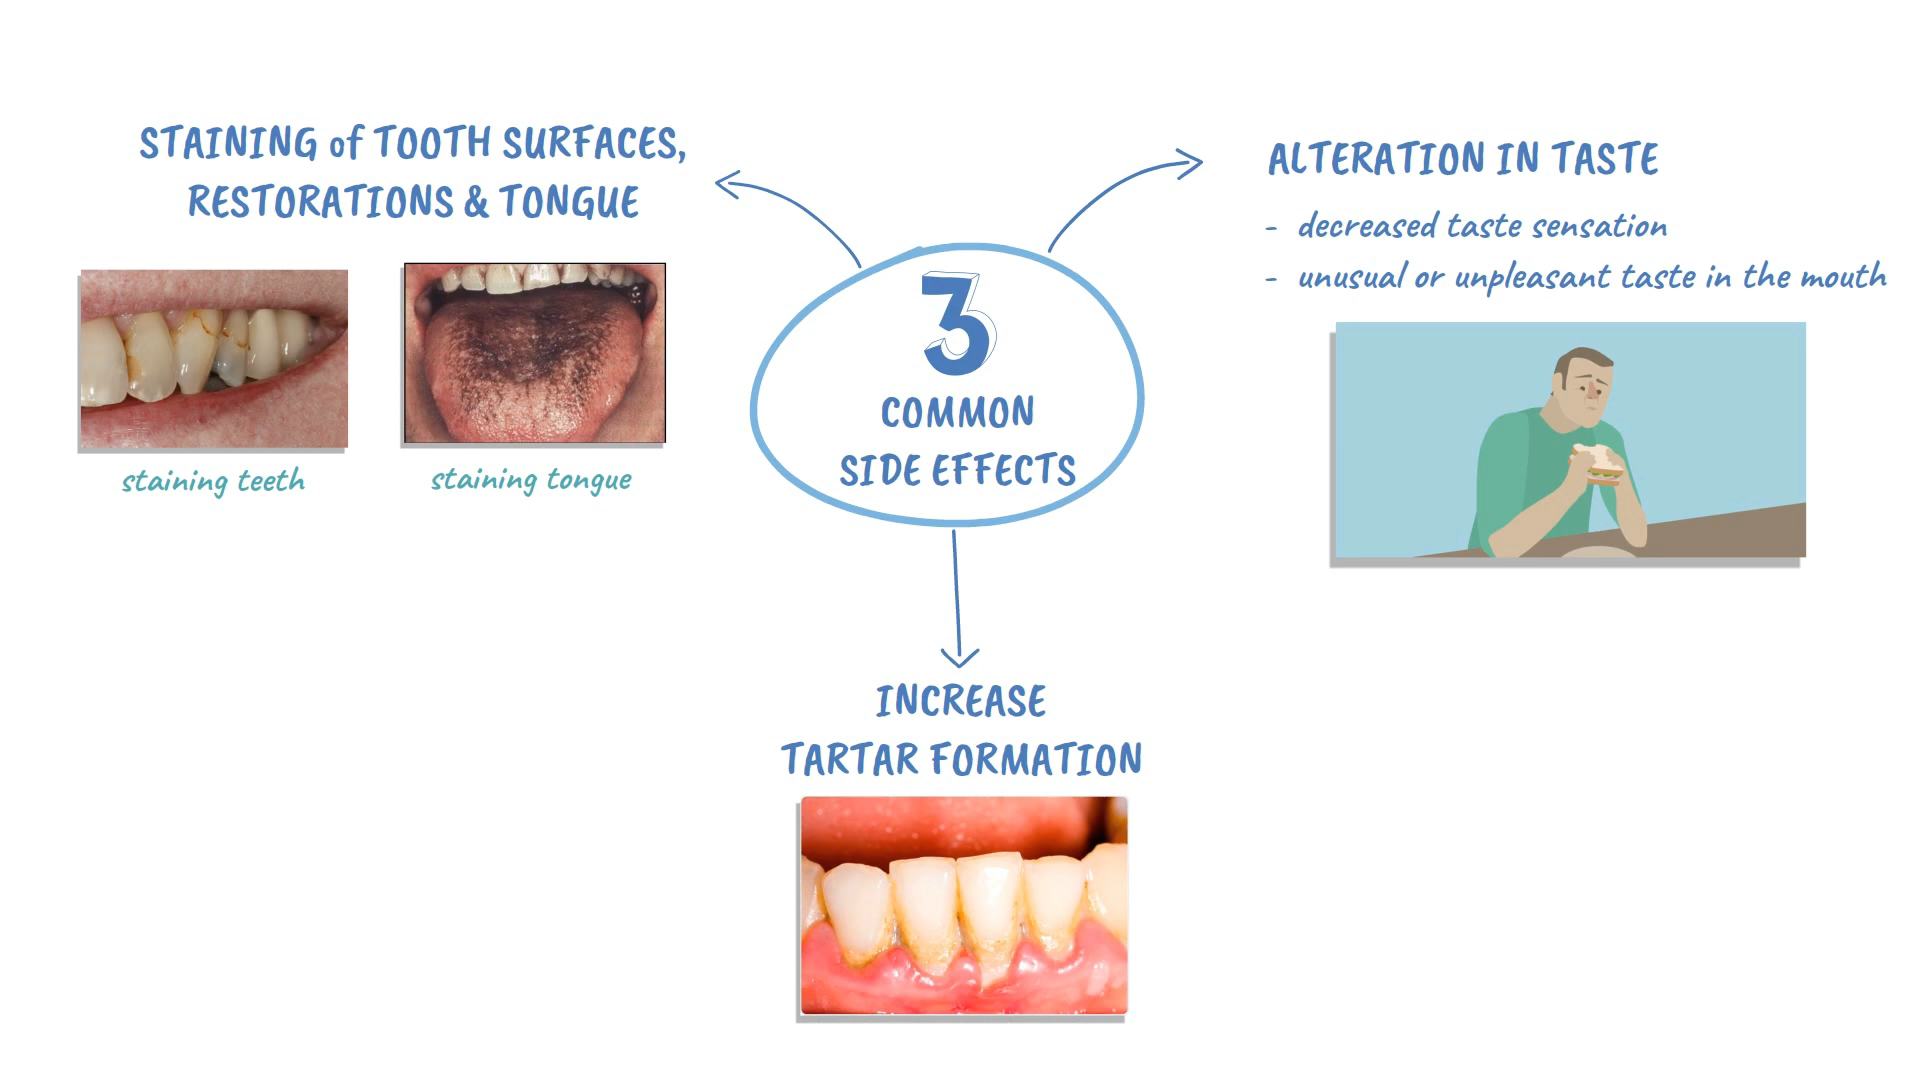 STAINING of TOOTH SURFACES,
RESTORATIONS & TONGUE
staining teeth
staining tongue
3
COMMON
SIDE EFFECTS
ALTERATION IN TASTE
- decreased taste sensation
- unusual or unpleasant taste in the mouth
INCREASE
TARTAR FORMATION